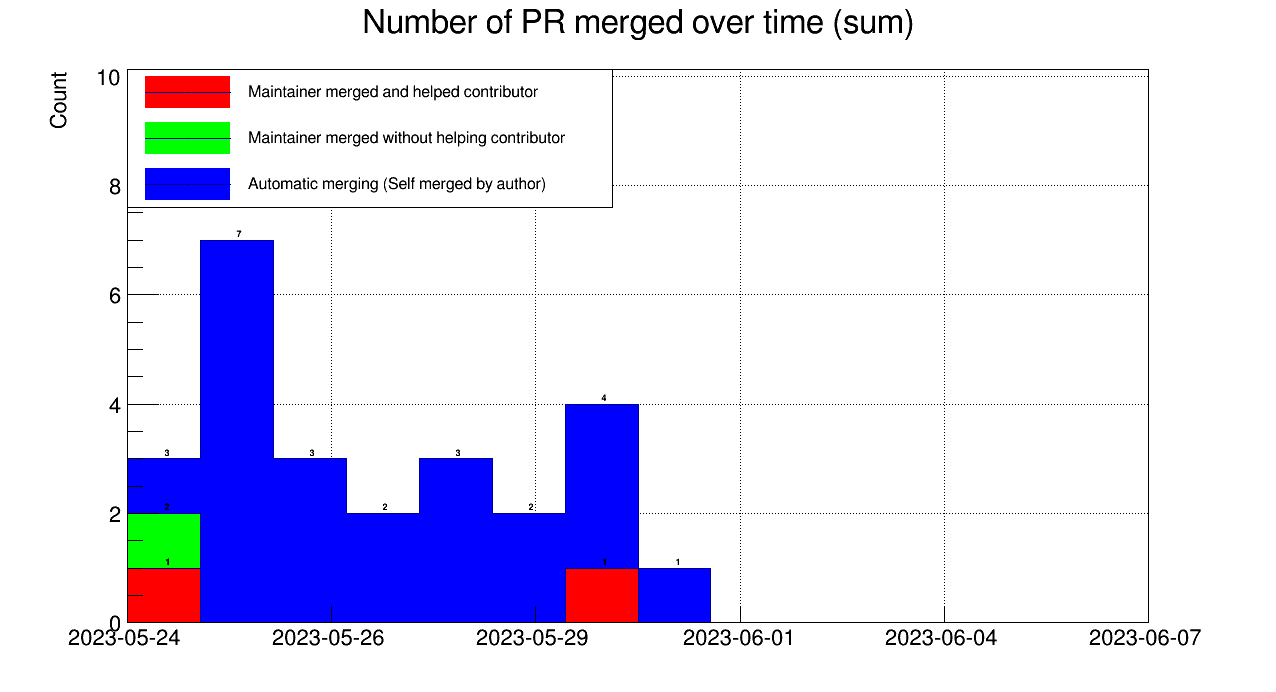 Number of PR merged over time (sum)
Count
10
8
6
4
2
0
Maintainer merged and helped contributor
Maintainer merged without helping contributor
Automatic merging (Self merged by author)
7
4
3 3 3
2 2 2
1 1 1
2023-05-24 2023-05-26 2023-05-29 2023-06-01 2023-06-04 2023-06-07